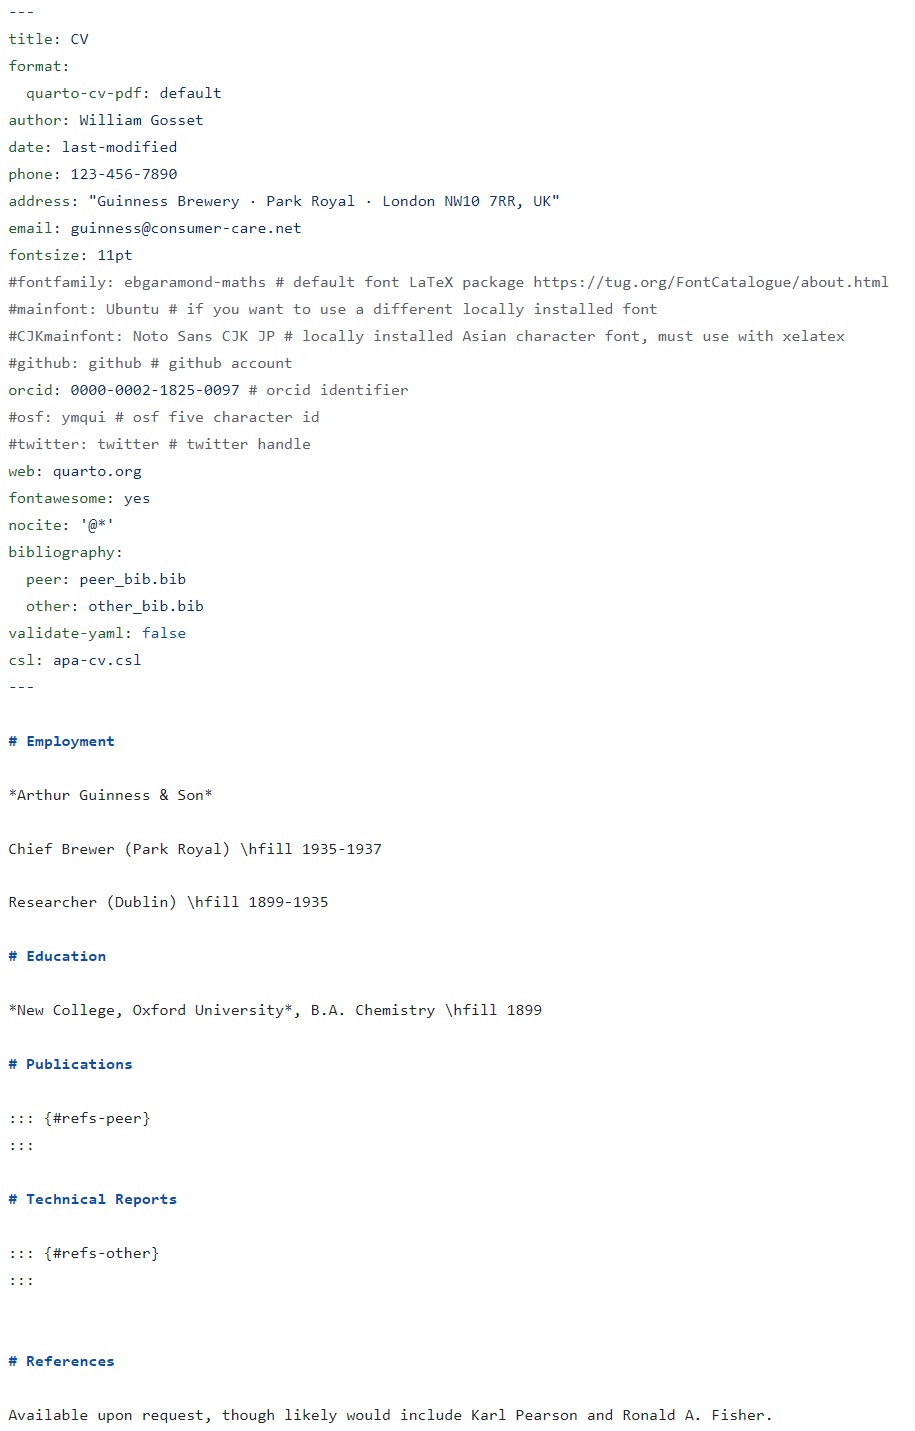 ---
title: CV
format:
  quarto-cv-pdf: default
author: William Gosset
date: last-modified
phone: 123-456-7890
address: "Guinness Brewery · Park Royal · London NW10 7RR, UK"
email: guinness@consumer-care.net
fontsize: 11pt
#fontfamily: ebgaramond-maths # default font LaTeX package https://tug.org/FontCatalogue/about.html
#mainfont: Ubuntu # if you want to use a different locally installed font
#CJKmainfont: Noto Sans CJK JP # locally installed Asian character font, must use with xelatex
#github: github # github account
orcid: 0000-0002-1825-0097 # orcid identifier
#osf: ymqui # osf five character id
#twitter: twitter # twitter handle
web: quarto.org
fontawesome: yes
nocite: '@*'
bibliography:
  peer: peer_bib.bib
  other: other_bib.bib
validate-yaml: false
csl: apa-cv.csl
---
# Employment
*Arthur Guinness & Son*
Chief Brewer (Park Royal) \hfill 1935-1937
Researcher (Dublin) \hfill 1899-1935
# Education
*New College, Oxford University*, B.A. Chemistry \hfill 1899
# Publications
::: {#refs-peer}
:::
# Technical Reports
::: {#refs-other}
:::
# References
Available upon request, though likely would include Karl Pearson and Ronald A. Fisher.